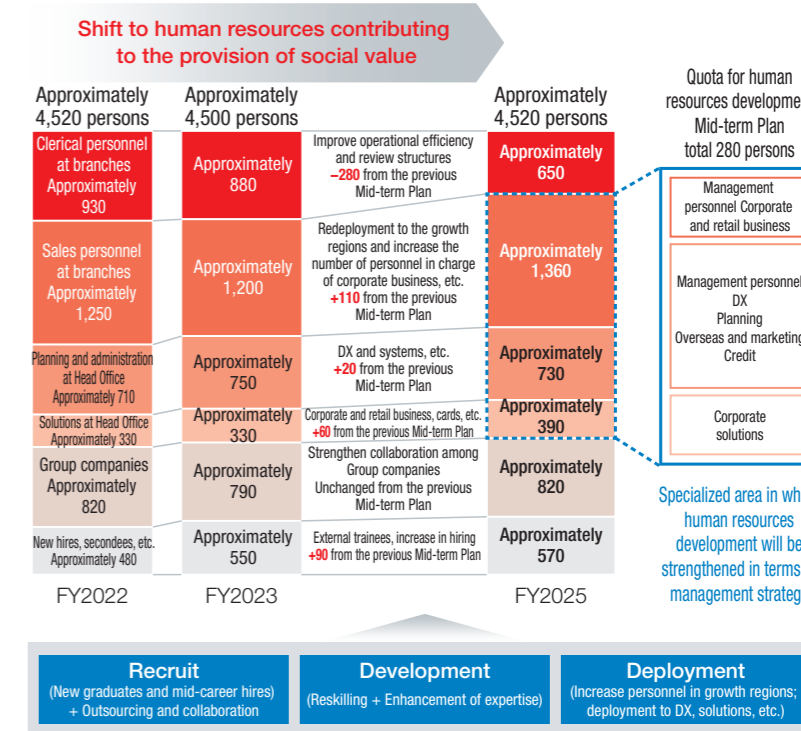 Shift to human resources contributing
to the provision of social value
Approximately
4,520 persons
Clerical personnel
at branches
Approximately
930
Sales personnel
at branches
Approximately
1,250
Planning and administration
at Head Office
Approximately 710
Solutions at Head Office
Approximately 330
Group companies
Approximately
820
New hires, secondees, etc.
Approximately 480
FY2022
Approximately
4,500 persons
Approximately
880
Approximately
1,200
Approximately
750
Approximately
330
Approximately
790
Approximately
550
FY2023
Improve operational efficiency
and review structures
−280 from the previous
Mid-term Plan
Redeployment to the growth
regions and increase the
number of personnel in charge
of corporate business, etc.
+110 from the previous
Mid-term Plan
DX and systems, etc.
+20 from the previous
Mid-term Plan
Corporate and retail business, cards, etc.
+60 from the previous Mid-term Plan
Strengthen collaboration among
Group companies
Unchanged from the previous
Mid-term Plan
External trainees, increase in hiring
+90 from the previous Mid-term Plan
Approximately
4,520 persons
Approximately
650
Approximately
1,360
Approximately
730
Approximately
390
Approximately
820
Approximately
570
FY2025
Quota for human
resources
Mid-term Plan
total 280 persons
Management
personnel Corporate
and retail business
Management personnel
DX
Planning
Overseas and marketing
Credit
Corporate
solutions
Specialized area in
human resources
development will be
strengthened in terms
management
Recruit
(New graduates and mid-career hires)
+ Outsourcing and collaboration
Development
(Reskilling + Enhancement of expertise)
Deployment
(Increase personnel in growth regions;
deployment to DX, solutions, etc.)